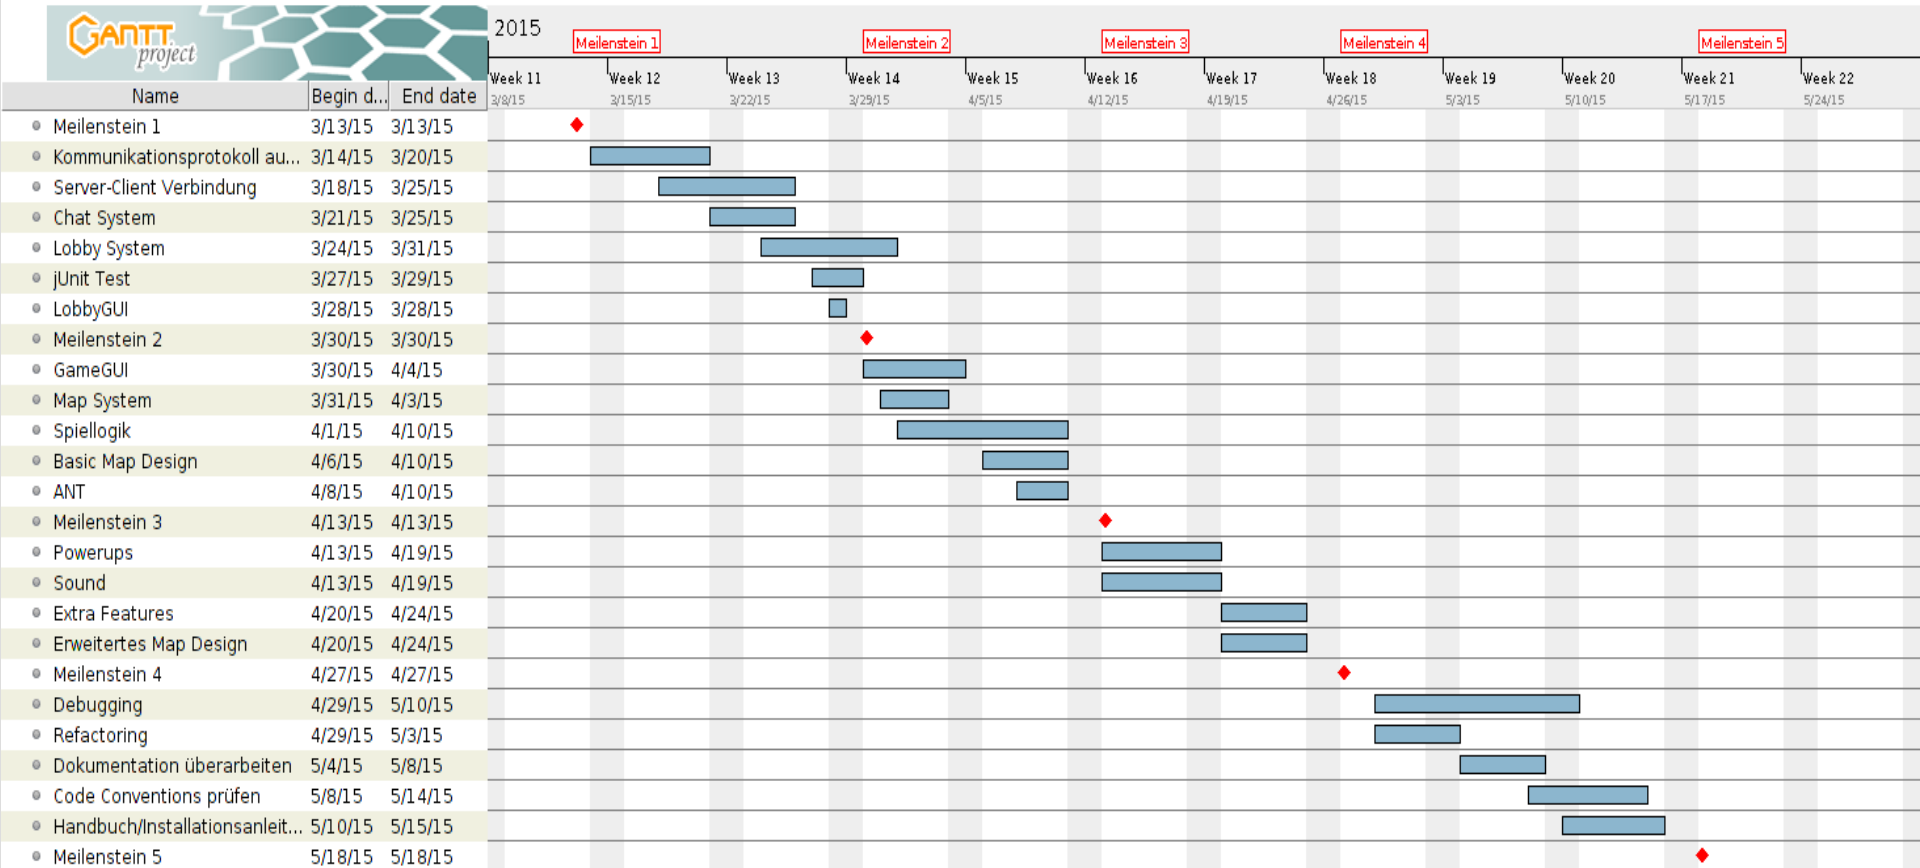 GANTT
project
2015
Meilenstein 1 Meilenstein 2 Meilenstein 3 Meilenstein 4 Meilenstein 5
Week 11 Week 12 Week 13 Week 14 Week 15 Week 16 Week 17 Week 18 Week 19 Week 20 Week 21 Week 22
Name Begin d... End date
3/8/15 3/15/15 3/22/15 3/29/15 4/5/15 4/12/15 4/19/15 4/26/15 5/3/15 5/10/15 5/17/15 5/24/15
Meilenstein 1 3/13/15 3/13/15
Kommunikationsprotokoll au... 3/14/15 3/20/15
Server-Client Verbindung 3/18/15 3/25/15
Chat System 3/21/15 3/25/15
Lobby System 3/24/15 3/31/15
jUnit Test 3/27/15 3/29/15
LobbyGUI 3/28/15 3/28/15
Meilenstein 2 3/30/15 3/30/15
GameGUI 3/30/15 4/4/15
Map System 3/31/15 4/3/15
Spiellogik 4/1/15 4/10/15
Basic Map Design 4/6/15 4/10/15
ANT 4/8/15 4/10/15
Meilenstein 3 4/13/15 4/13/15
Powerups 4/13/15 4/19/15
Sound 4/13/15 4/19/15
Extra Features 4/20/15 4/24/15
Erweitertes Map Design 4/20/15 4/24/15
Meilenstein 4 4/27/15 4/27/15
Debugging 4/29/15 5/10/15
Refactoring 4/29/15 5/3/15
Dokumentation überarbeiten 5/4/15 5/8/15
Code Conventions prüfen 5/8/15 5/14/15
Handbuch/Installationsanleit... 5/10/15 5/15/15
Meilenstein 5 5/18/15 5/18/15